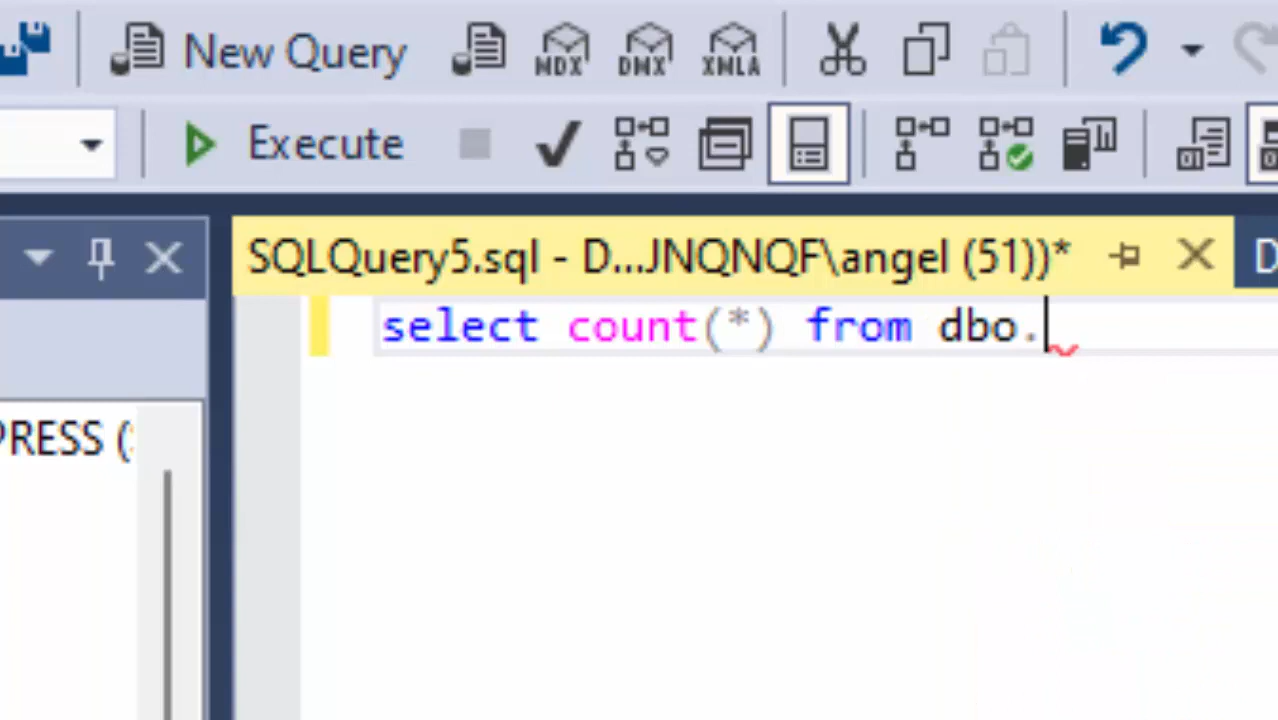 New Query MDX DMX XMLA
Execute
SQLQuery5.sql - D...JNQNQF\angel (51))*
select count(*) from dbo.
PRESS (